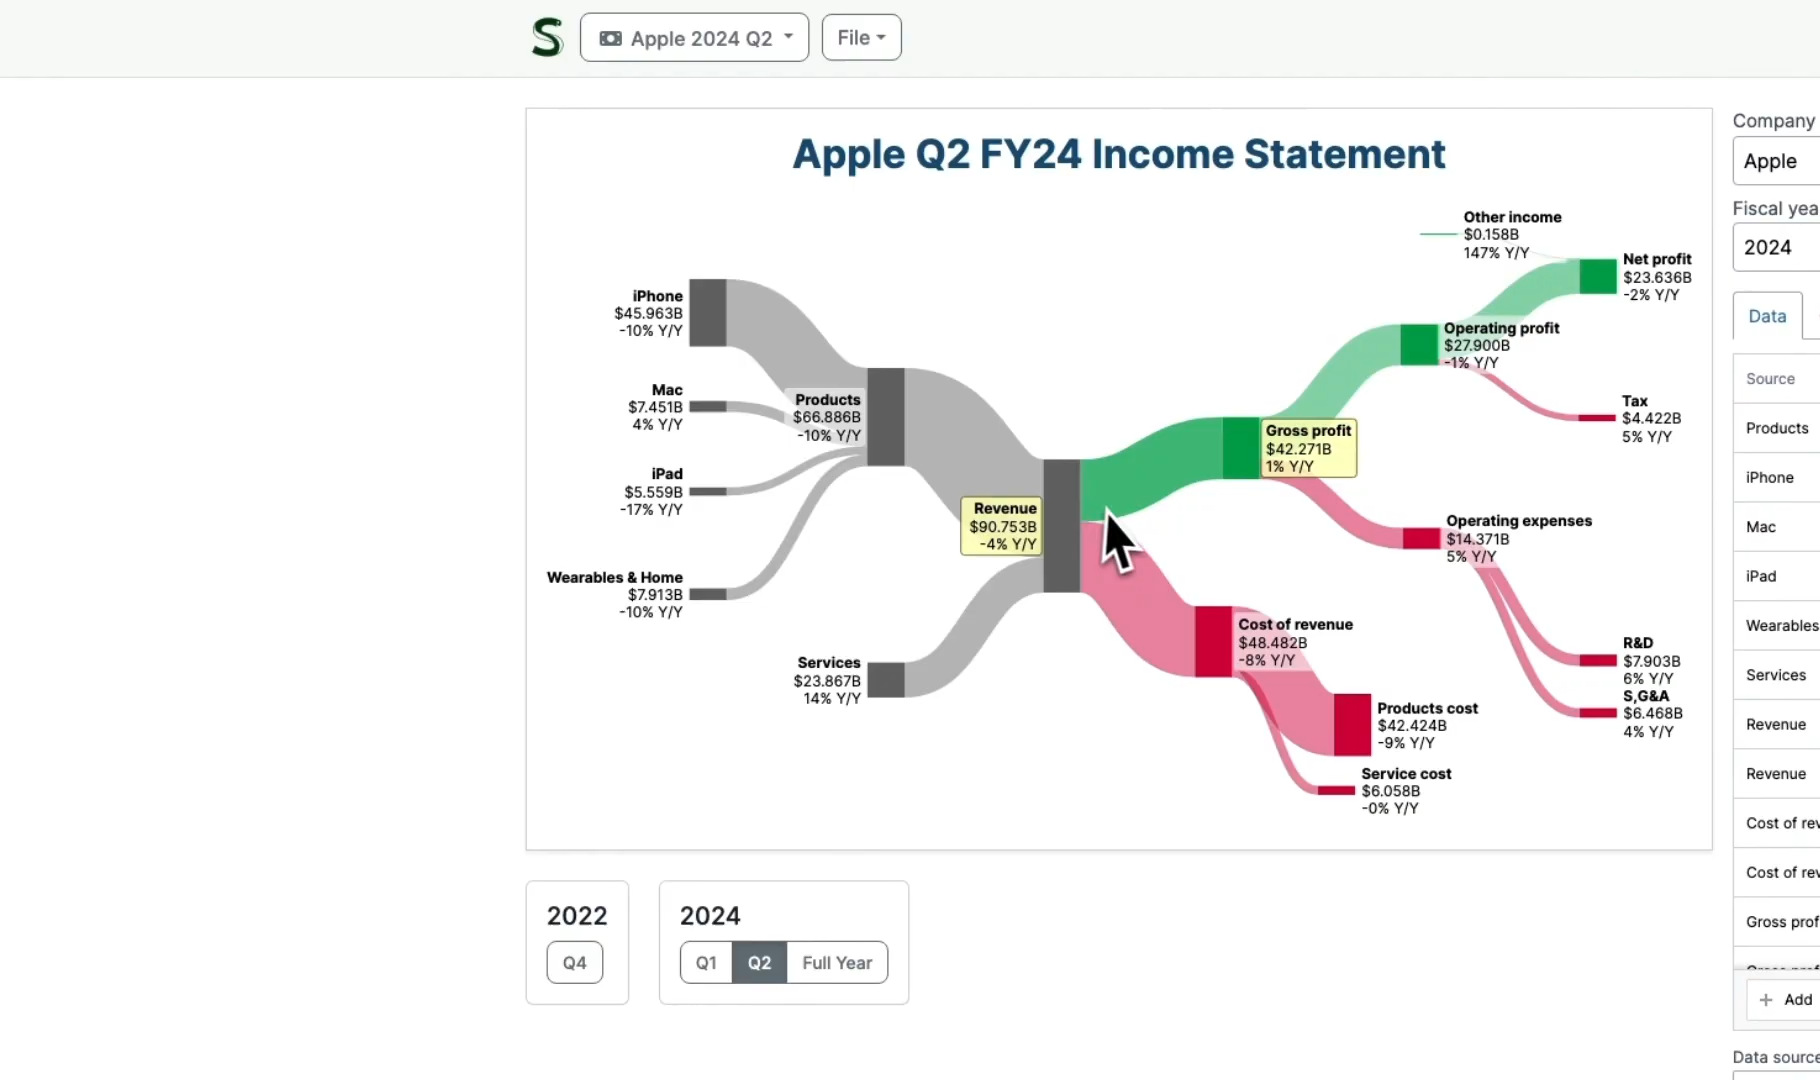 S
Apple 2024 Q2
File
Apple Q2 FY24 Income Statement
Other income
$0.158B
147% Y/Y
Net profit
$23.636B
-2% Y/Y
iPhone
$45.963B
-10% Y/Y
Operating profit
$27.900B
-1% Y/Y
Mac
$7.451B
4% Y/Y
Products
$66.886B
-10% Y/Y
Tax
$4.422B
5% Y/Y
Gross profit
$42.271B
1% Y/Y
iPad
$5.559B
-17% Y/Y
Revenue
$90.753B
-4% Y/Y
Operating expenses
$14.371B
5% Y/Y
Wearables & Home
$7.913B
-10% Y/Y
Cost of revenue
$48.482B
-8% Y/Y
Services
$23.867B
14% Y/Y
R&D
$7.903B
6% Y/Y
S,G&A
$6.468B
4% Y/Y
Products cost
$42.424B
-9% Y/Y
Service cost
$6.058B
-0% Y/Y
2022
Q4
2024
Q1 Q2 Full Year
Company
Apple
Fiscal yea
2024
Data
Source
Products
iPhone
Mac
iPad
Wearables
Services
Revenue
Revenue
Cost of rev
Cost of rev
Gross prof
+ Add
Data source